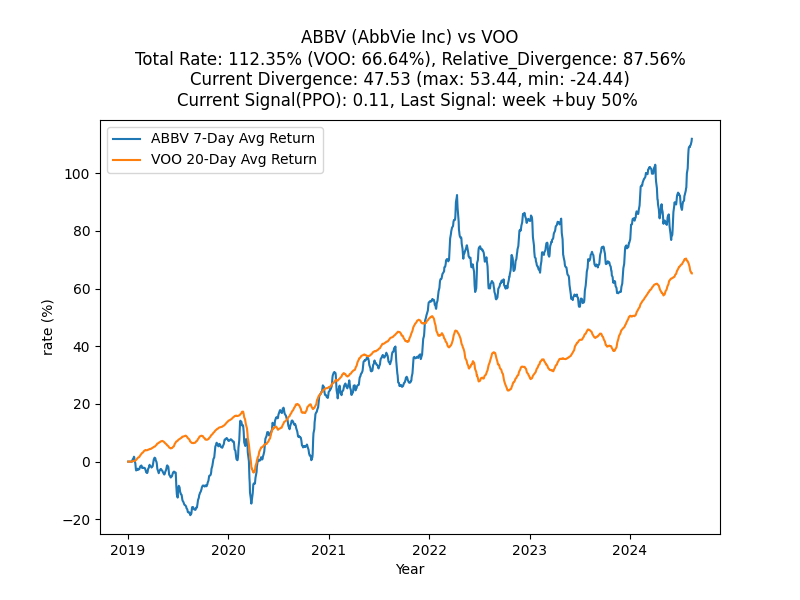 ABBV (AbbVie Inc) vs VOO
Total Rate: 112.35% (VOO: 66.64%), Relative_Divergence: 87.56%
Current Divergence: 47.53 (max: 53.44, min: -24.44)
Current Signal(PPO): 0.11, Last Signal: week +buy 50%
ABBV 7-Day Avg Return
VOO 20-Day Avg Return
rate (%)
100
80
60
40
20
0
−20
2019 2020 2021 2022 2023 2024
Year